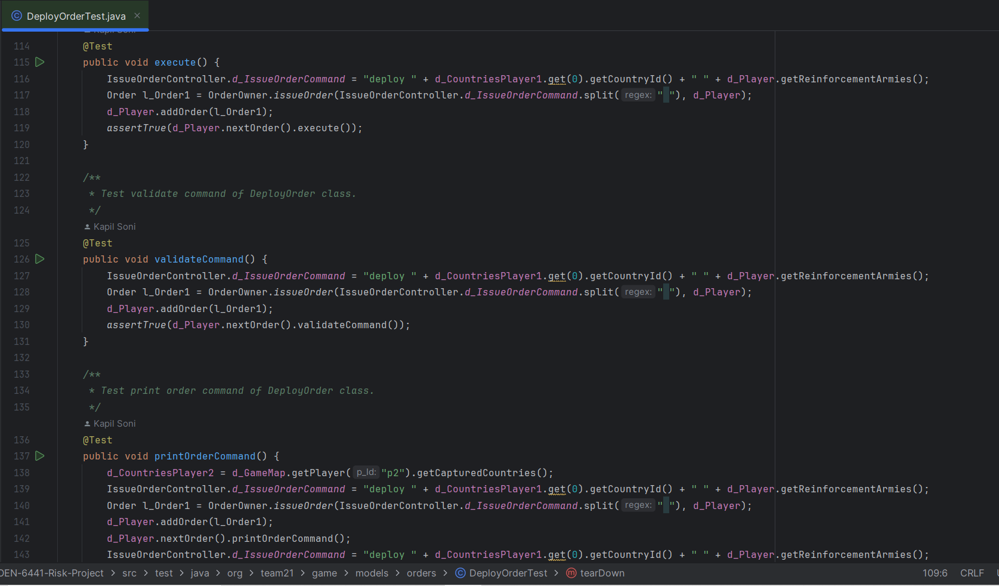 DeployOrderTest.java
Kapil Soni
114 @Test
115 public void execute() {
116 IssueOrderController.d_IssueOrderCommand = "deploy " + d_CountriesPlayer1.get(0).getCountryId() + " " + d_Player.getReinforcementArmies();
117 Order l_Order1 = OrderOwner.issueOrder(IssueOrderController.d_IssueOrderCommand.split( regex: " "), d_Player);
118 d_Player.addOrder(l_Order1);
119 assertTrue(d_Player.nextOrder().execute());
120 }
121
122 /**
123 * Test validate command of DeployOrder class.
124 */
Kapil Soni
125 @Test
126 public void validateCommand() {
127 IssueOrderController.d_IssueOrderCommand = "deploy " + d_CountriesPlayer1.get(0).getCountryId() + " " + d_Player.getReinforcementArmies();
128 Order l_Order1 = OrderOwner.issueOrder(IssueOrderController.d_IssueOrderCommand.split( regex: " "), d_Player);
129 d_Player.addOrder(l_Order1);
130 assertTrue(d_Player.nextOrder().validateCommand());
131 }
132
133 /**
134 * Test print order command of DeployOrder class.
135 */
Kapil Soni
136 @Test
137 public void printOrderCommand() {
138 d_CountriesPlayer2 = d_GameMap.getPlayer( p_Id: "p2").getCapturedCountries();
139 IssueOrderController.d_IssueOrderCommand = "deploy " + d_CountriesPlayer1.get(0).getCountryId() + " " + d_Player.getReinforcementArmies();
140 Order l_Order1 = OrderOwner.issueOrder(IssueOrderController.d_IssueOrderCommand.split( regex: " "), d_Player);
141 d_Player.addOrder(l_Order1);
142 d_Player.nextOrder().printOrderCommand();
143 IssueOrderController.d_IssueOrderCommand = "deploy " + d_CountriesPlayer1.get(0).getCountryId() + " " + d_Player.getReinforcementArmies();
OEN-6441-Risk-Project > src > test > java > org > team21 > game > models > orders > DeployOrderTest > tearDown 109:6 CRLF